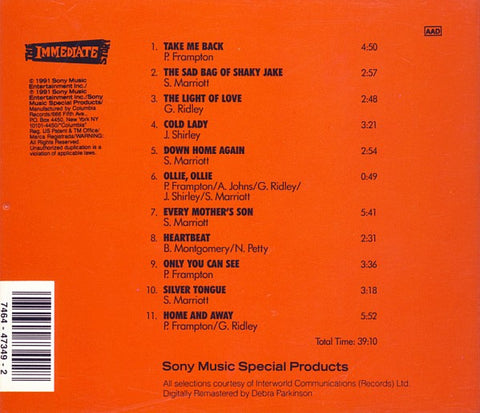 THE IMMEDIATE STORY
AAD
℗ 1991 Sony Music
Entertainment Inc./
© 1991 Sony Music
Entertainment Inc./Sony
Music Special Products/
Manufactured by Columbia
Records/666 Fifth Ave.,
P.O. Box 4450, New York NY
10101-4450/"Columbia"
Reg. US Patent & TM Office/
Marca Registrada/WARNING:
All Rights Reserved.
Unauthorized duplication is a
violation of applicable laws.
1. TAKE ME BACK 4:50
P. Frampton
2. THE SAD BAG OF SHAKY JAKE 2:57
S. Marriott
3. THE LIGHT OF LOVE 2:48
G. Ridley
4. COLD LADY 3:21
J. Shirley
5. DOWN HOME AGAIN 2:54
S. Marriott
6. OLLIE, OLLIE 0:49
P. Frampton/A. Johns/G. Ridley/
J. Shirley/S. Marriott
7. EVERY MOTHER'S SON 5:41
S. Marriott
8. HEARTBEAT 2:31
B. Montgomery/N. Petty
9. ONLY YOU CAN SEE 3:36
P. Frampton
10. SILVER TONGUE 3:18
S. Marriott
11. HOME AND AWAY 5:52
P. Frampton/G. Ridley
Total Time: 39:10
7464-47349-2
Sony Music Special Products
All selections courtesy of Interworld Communications (Records) Ltd.
Digitally Remastered by Debra Parkinson